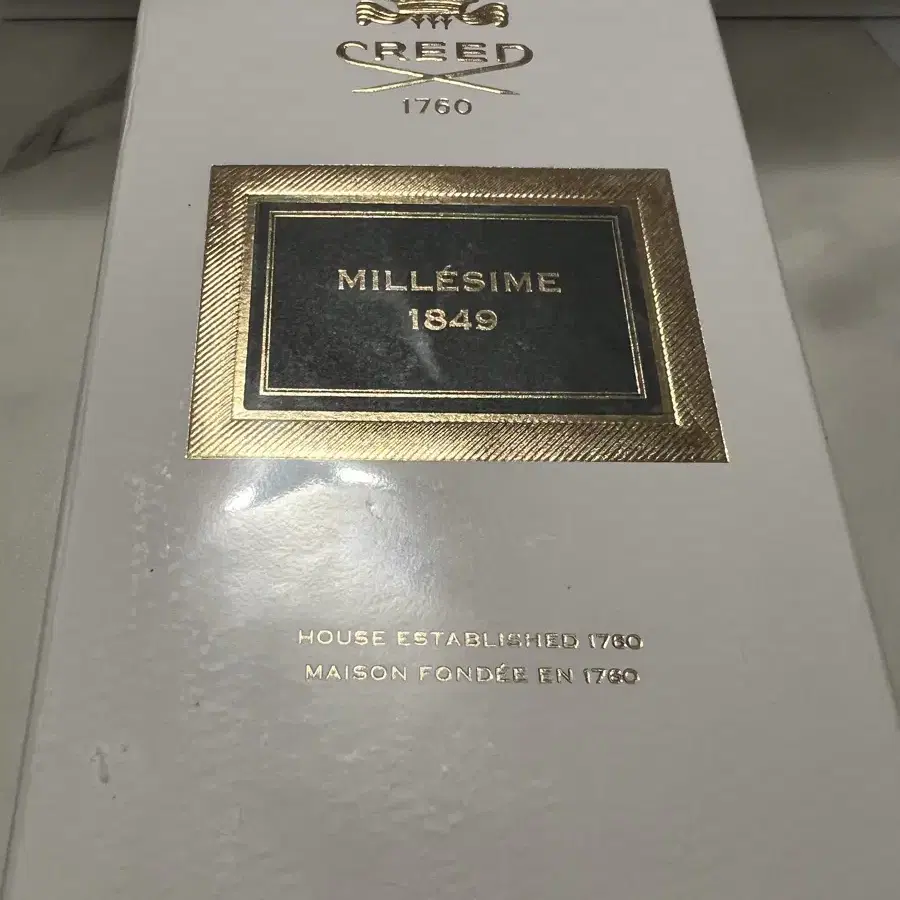 CREED
1760
MILLÉSIME
1849
HOUSE ESTABLISHED 1760
MAISON FONDÉE EN 1760